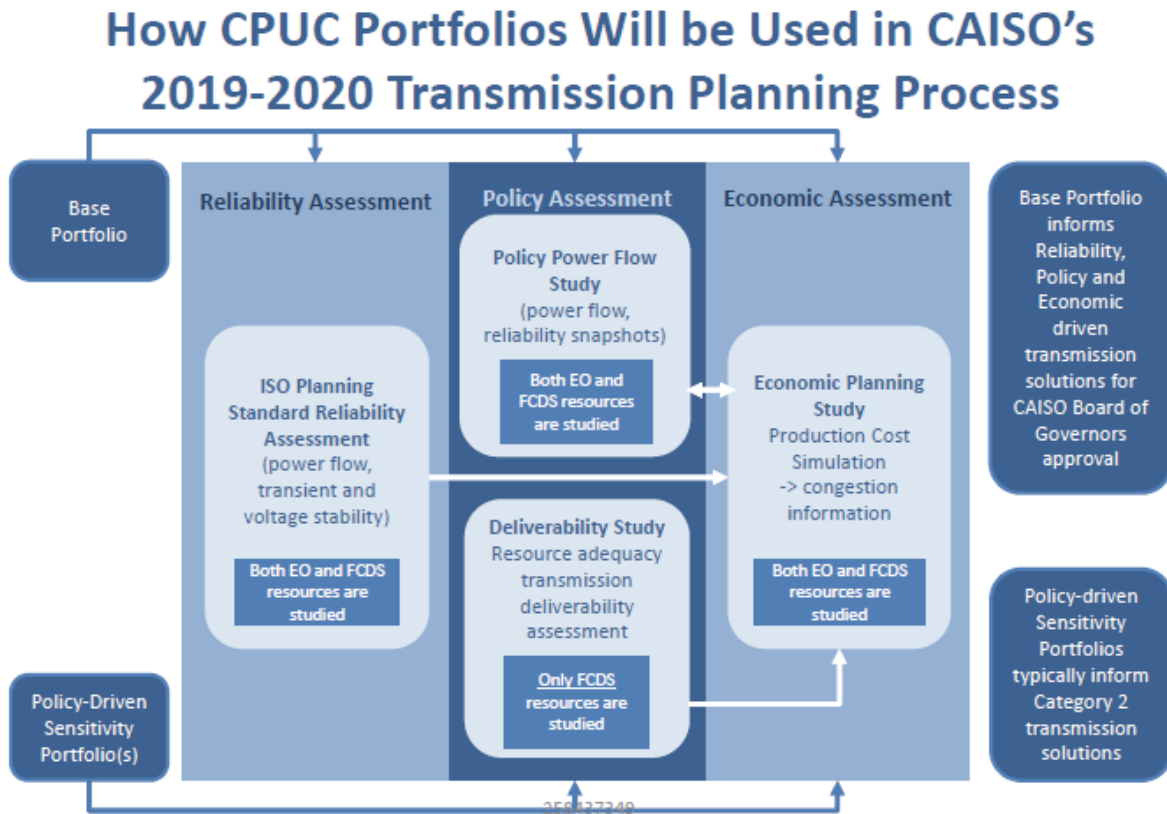 How CPUC Portfolios Will be Used in CAISO's
2019-2020 Transmission Planning Process
Base
Portfolio
Reliability Assessment
ISO Planning
Standard Reliability
Assessment
(power flow,
transient and
voltage stability)
Both EO and FCDS
resources are
studied
Policy Assessment
Policy Power Flow
Study
(power flow,
reliability snapshots)
Both EO and
FCDS resources
are studied
Deliverability Study
Resource adequacy
transmission
deliverability
assessment
Only FCDS
resources are
studied
Economic Assessment
Economic Planning
Study
Production Cost
Simulation
-> congestion
information
Both EO and FCDS
resources are
studied
Base Portfolio
informs
Reliability,
Policy and
Economic
driven
transmission
solutions for
CAISO Board of
Governors
approval
Policy-Driven
Sensitivity
Portfolio(s)
Policy-driven
Sensitivity
Portfolios
typically inform
Category 2
transmission
solutions
258437349